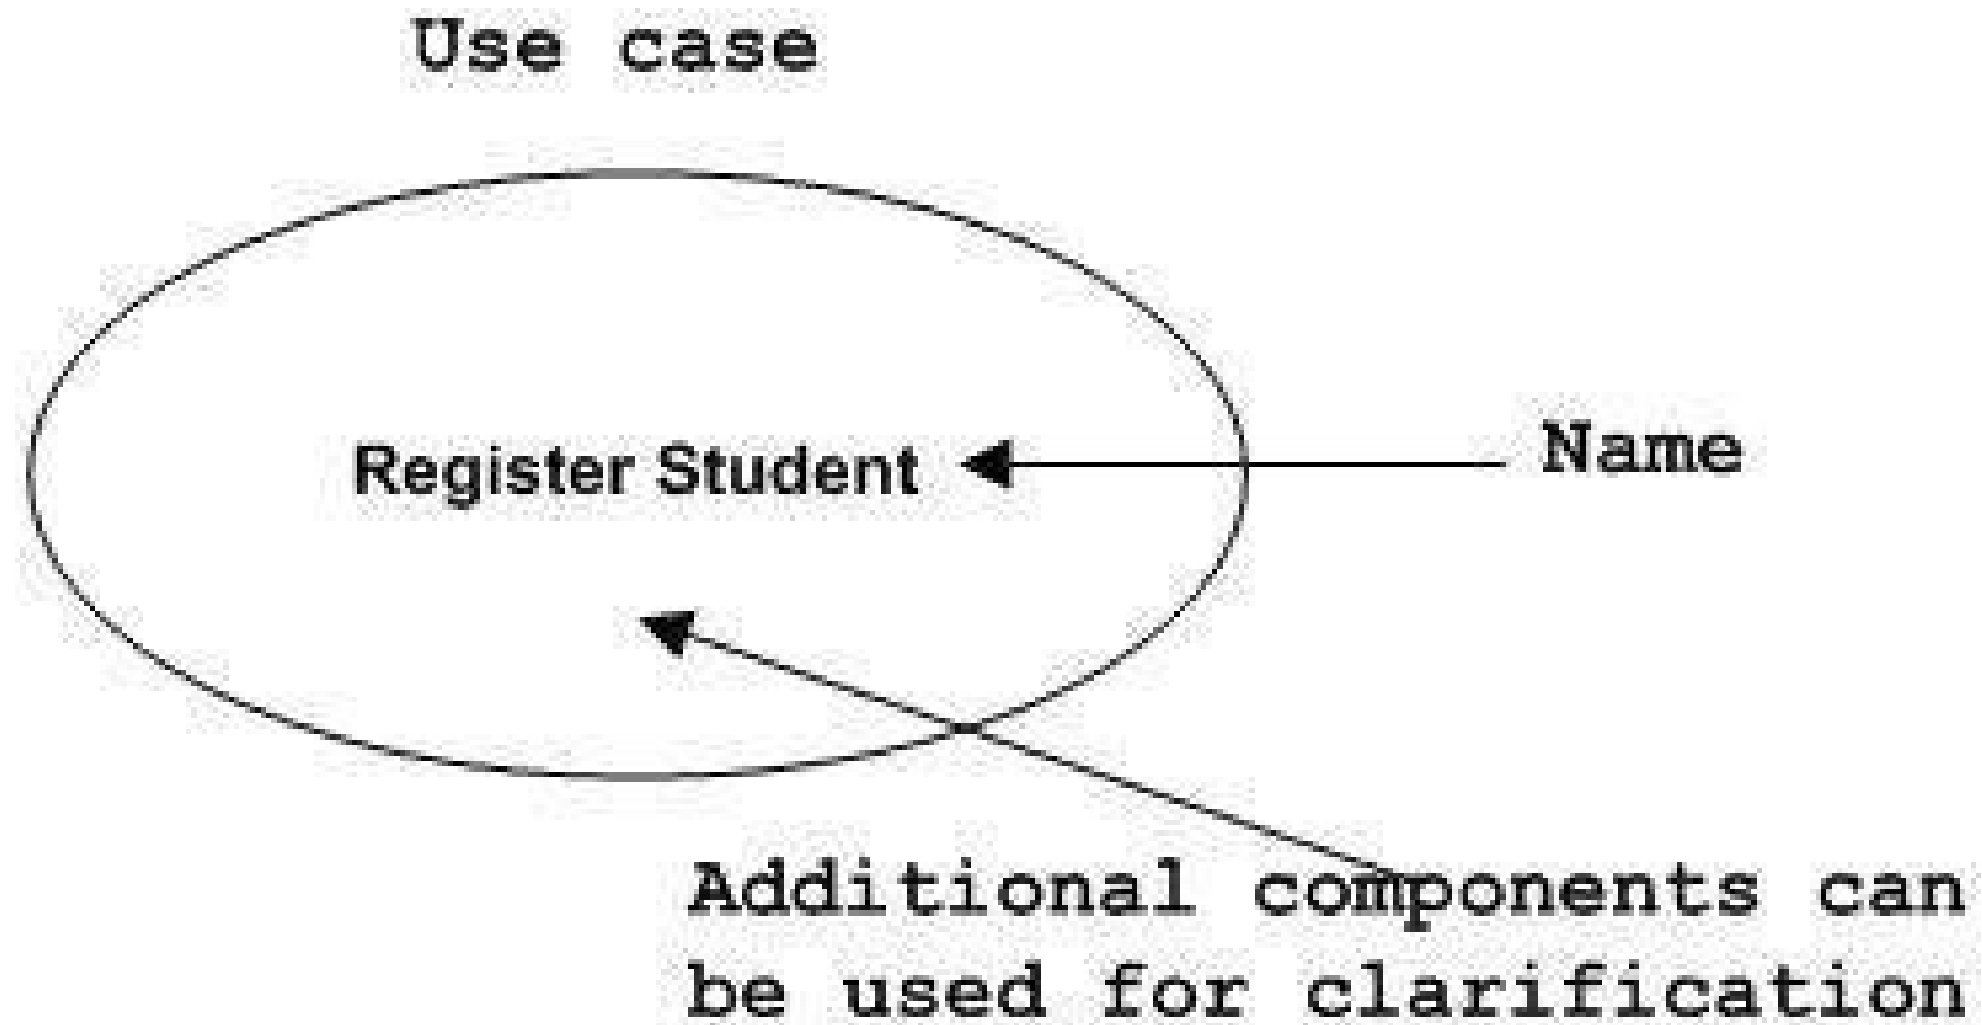 Use case
Register Student
Name
Additional components can
be used for clarification